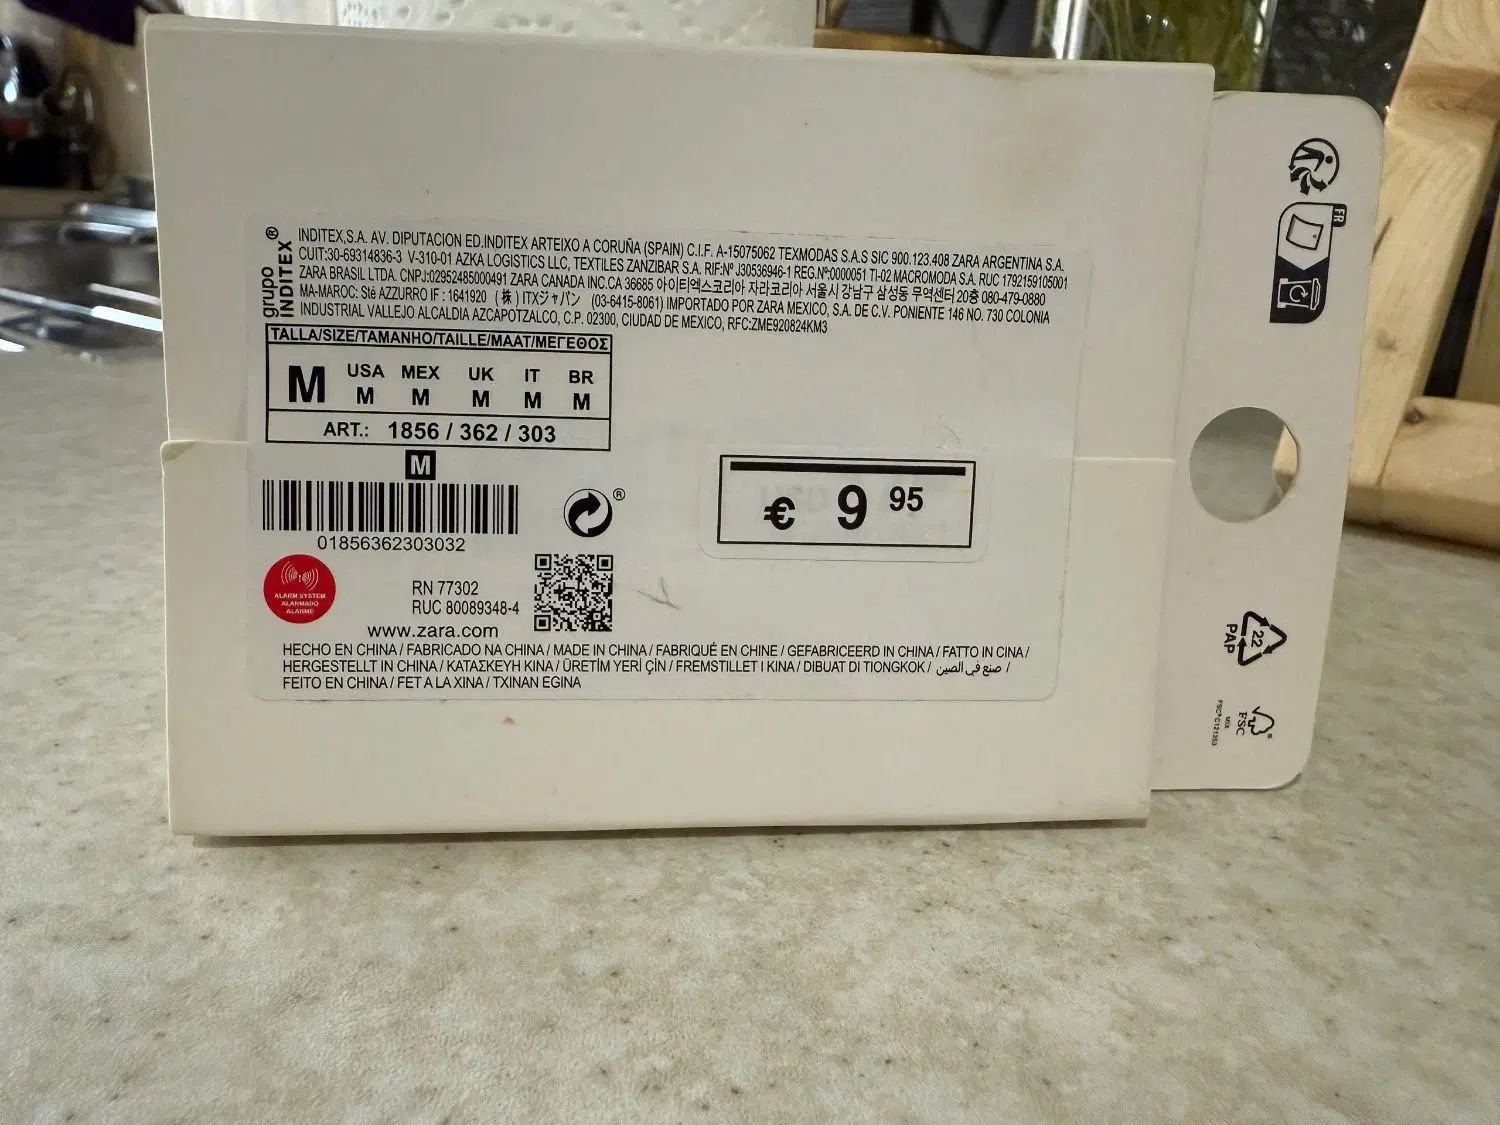 grupo
INDITEX®
INDITEX,S.A. AV. DIPUTACION ED.INDITEX ARTEIXO A CORUÑA (SPAIN) C.I.F. A-15075062 TEXMODAS S.A.S SIC 900.123.408 ZARA ARGENTINA S.A.
CUIT:30-69314836-3 V-310-01 AZKA LOGISTICS LLC, TEXTILES ZANZIBAR S.A. RIF:Nº J30536946-1 REG.Nº:0000051 TI-02 MACROMODA S.A. RUC 1792159105001
ZARA BRASIL LTDA. CNPJ:02952485000491 ZARA CANADA INC.CA 36685 아이티엑스코리아 자라코리아 서울시 강남구 삼성동 무역센터 20층 080-479-0880
MA-MAROC: Sté AZZURRO IF : 1641920 (株) ITXジャパン (03-6415-8061) IMPORTADO POR ZARA MEXICO, S.A. DE C.V. PONIENTE 146 NO. 730 COLONIA
INDUSTRIAL VALLEJO ALCALDIA AZCAPOTZALCO, C.P. 02300, CIUDAD DE MEXICO, RFC:ZME920824KM3
TALLA/SIZE/TAMANHO/TAILLE/MAAT/ΜΕΓΕΘΟΣ
M USA MEX UK IT BR
M M M M M
ART.: 1856 / 362 / 303
M
01856362303032
®
€ 9 95
ALARM SYSTEM
ALARMADO
ALARME
RN 77302
RUC 80089348-4
www.zara.com
HECHO EN CHINA / FABRICADO NA CHINA / MADE IN CHINA / FABRIQUÉ EN CHINE / GEFABRICEERD IN CHINA / FATTO IN CINA /
HERGESTELLT IN CHINA / ΚΑΤΑΣΚΕΥΗ ΚΙΝΑ / ÜRETİM YERİ ÇİN / FREMSTILLET I KINA / DIBUAT DI TIONGKOK / صنع في الصين /
FEITO EN CHINA / FET A LA XINA / TXINAN EGINA
FR
22
PAP
FSC
MIX
FSC® C121353